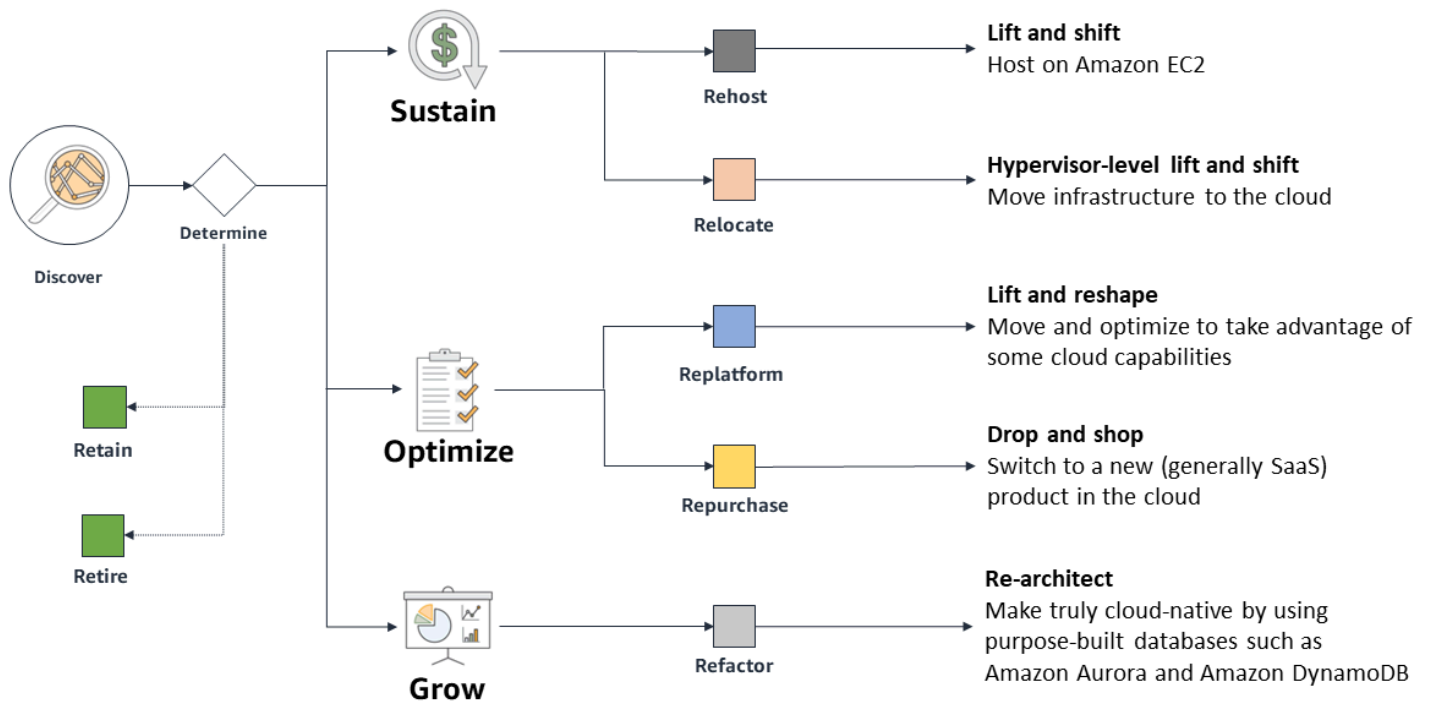 Discover
Determine
Retain
Retire
Sustain
Rehost
Lift and shift
Host on Amazon EC2
Relocate
Hypervisor-level lift and shift
Move infrastructure to the cloud
Optimize
Replatform
Lift and reshape
Move and optimize to take advantage of
some cloud capabilities
Repurchase
Drop and shop
Switch to a new (generally SaaS)
product in the cloud
Grow
Refactor
Re-architect
Make truly cloud-native by using
purpose-built databases such as
Amazon Aurora and Amazon DynamoDB